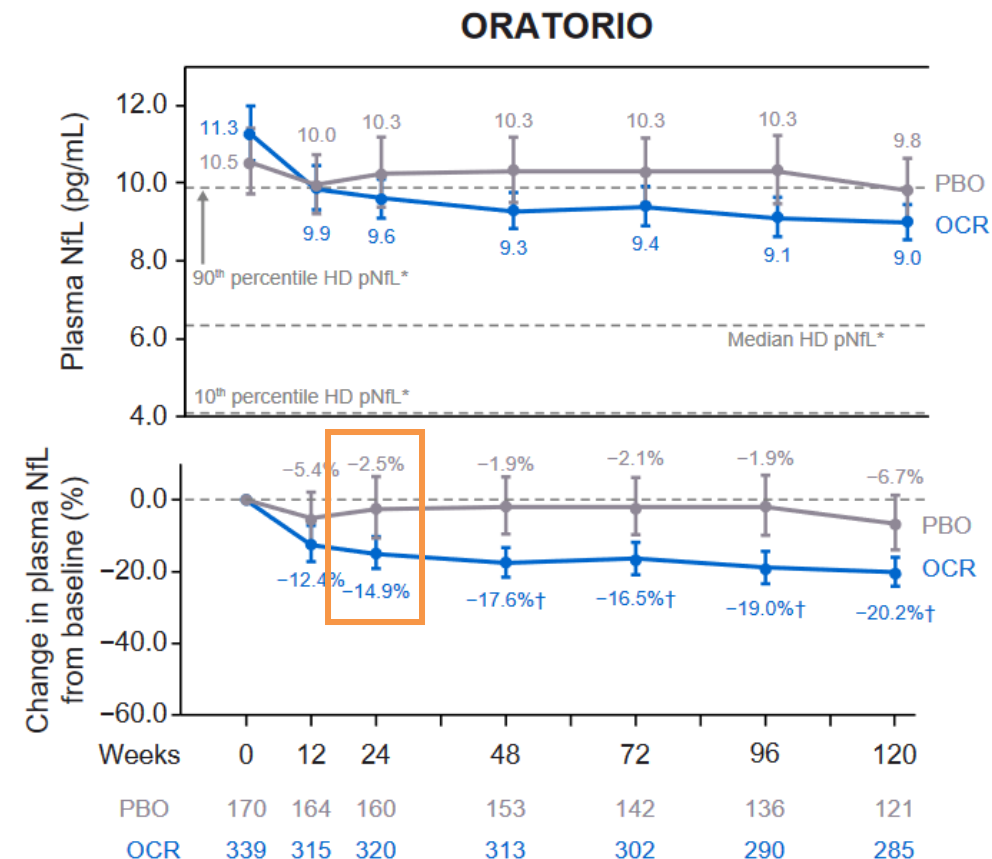 ORATORIO
Plasma NfL (pg/mL)
12.0
10.0
8.0
6.0
4.0
11.3
10.5
10.0
10.3
10.3
10.3
10.3
9.8
9.9
9.6
9.3
9.4
9.1
9.0
PBO
OCR
90th percentile HD pNfL*
Median HD pNfL*
10th percentile HD pNfL*
Change in plasma NfL
from baseline (%)
0.0
−20.0
−40.0
−60.0
−5.4%
−2.5%
−1.9%
−2.1%
−1.9%
−6.7%
−12.4%
−14.9%
−17.6%†
−16.5%†
−19.0%†
−20.2%†
PBO
OCR
Weeks 0 12 24 48 72 96 120
PBO 170 164 160 153 142 136 121
OCR 339 315 320 313 302 290 285